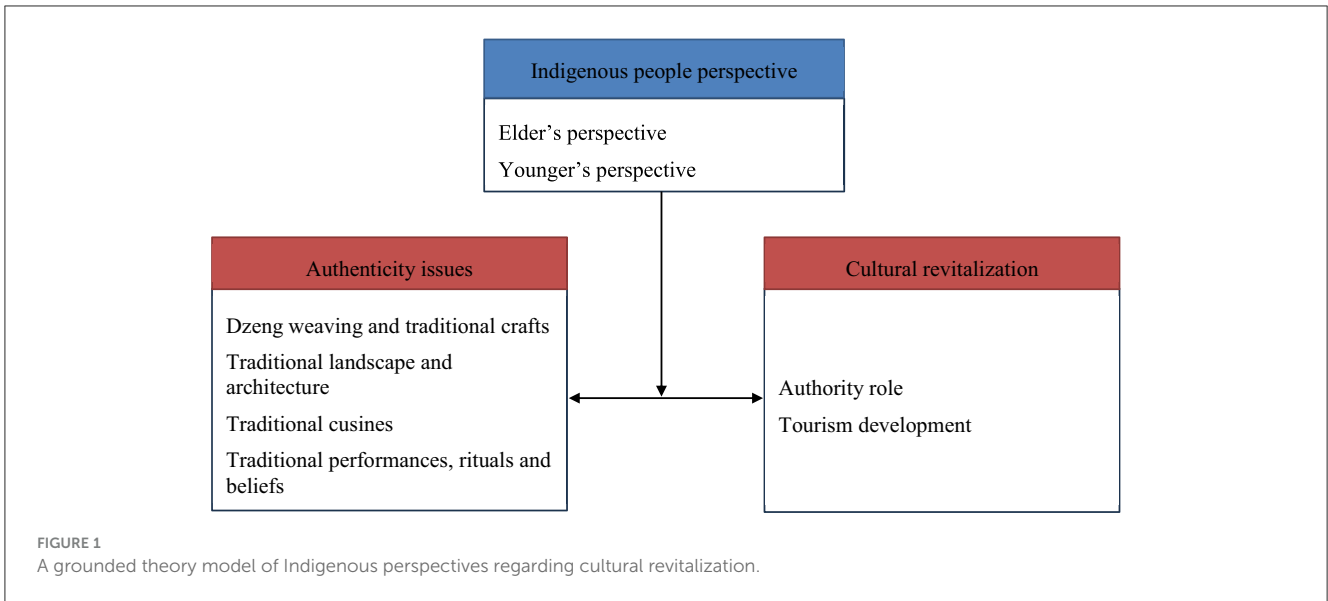 Indigenous people perspective
Elder’s perspective
Younger’s perspective
Authenticity issues
Dzeng weaving and traditional crafts
Traditional landscape and
architecture
Traditional cusines
Traditional performances, rituals and
beliefs
Cultural revitalization
Authority role
Tourism development
FIGURE 1
A grounded theory model of Indigenous perspectives regarding cultural revitalization.